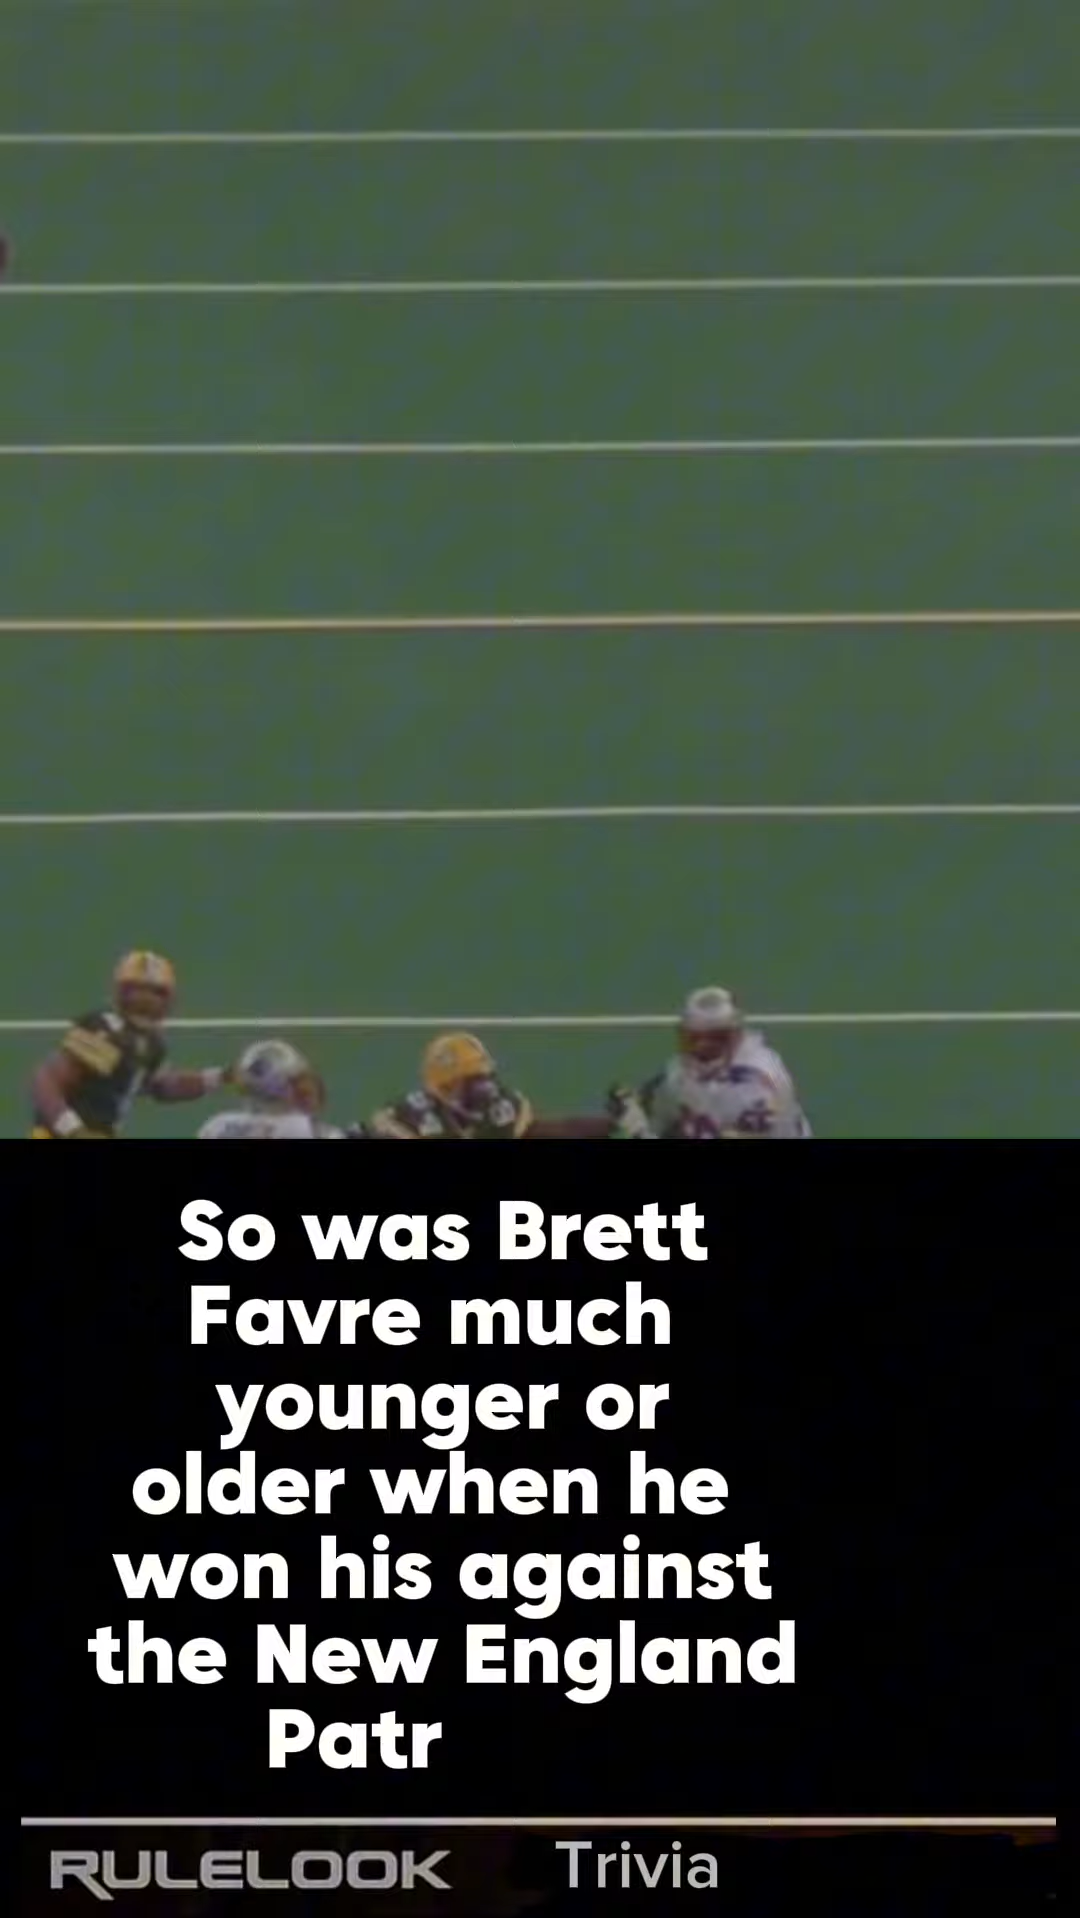 So was Brett
Favre much
younger or
older when he
won his against
the New England
Patr
RULELOOK Trivia